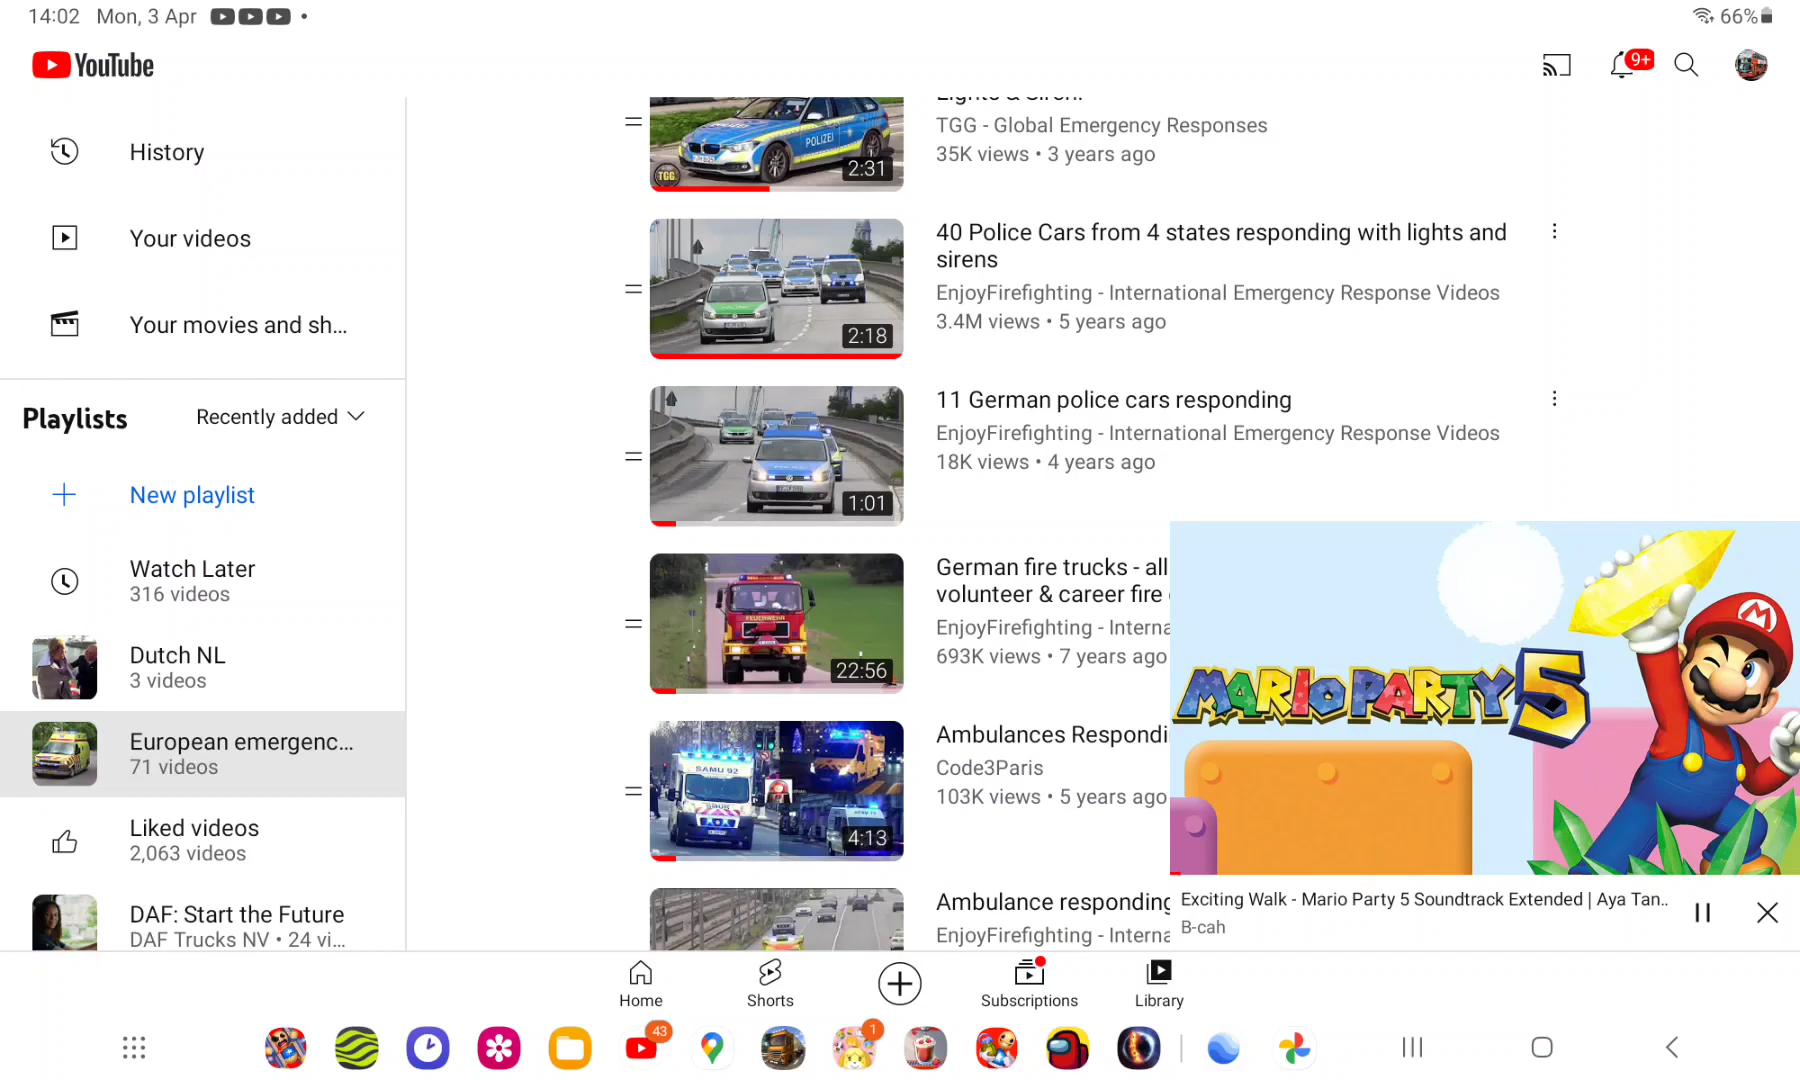 14:02 Mon, 3 Apr
66%
YouTube
9+
History
Your videos
Your movies and sh...
Playlists
Recently added
New playlist
Watch Later
316 videos
Dutch NL
3 videos
European emergenc...
71 videos
Liked videos
2,063 videos
DAF: Start the Future
DAF Trucks NV • 24 vi...
Lights & Siren!
TGG - Global Emergency Responses
35K views • 3 years ago
POLIZEI
TGG
2:31
40 Police Cars from 4 states responding with lights and
sirens
EnjoyFirefighting - International Emergency Response Videos
3.4M views • 5 years ago
2:18
11 German police cars responding
EnjoyFirefighting - International Emergency Response Videos
18K views • 4 years ago
1:01
German fire trucks - all
volunteer & career fire
EnjoyFirefighting - Interna
693K views • 7 years ago
FEUERWEHR
22:56
Ambulances Respondi
Code3Paris
103K views • 5 years ago
SAMU 92
4:13
Ambulance responding
EnjoyFirefighting - Interna
MARIO PARTY 5
M
Exciting Walk - Mario Party 5 Soundtrack Extended | Aya Tan..
B-cah
Home
Shorts
Subscriptions
Library
43
1